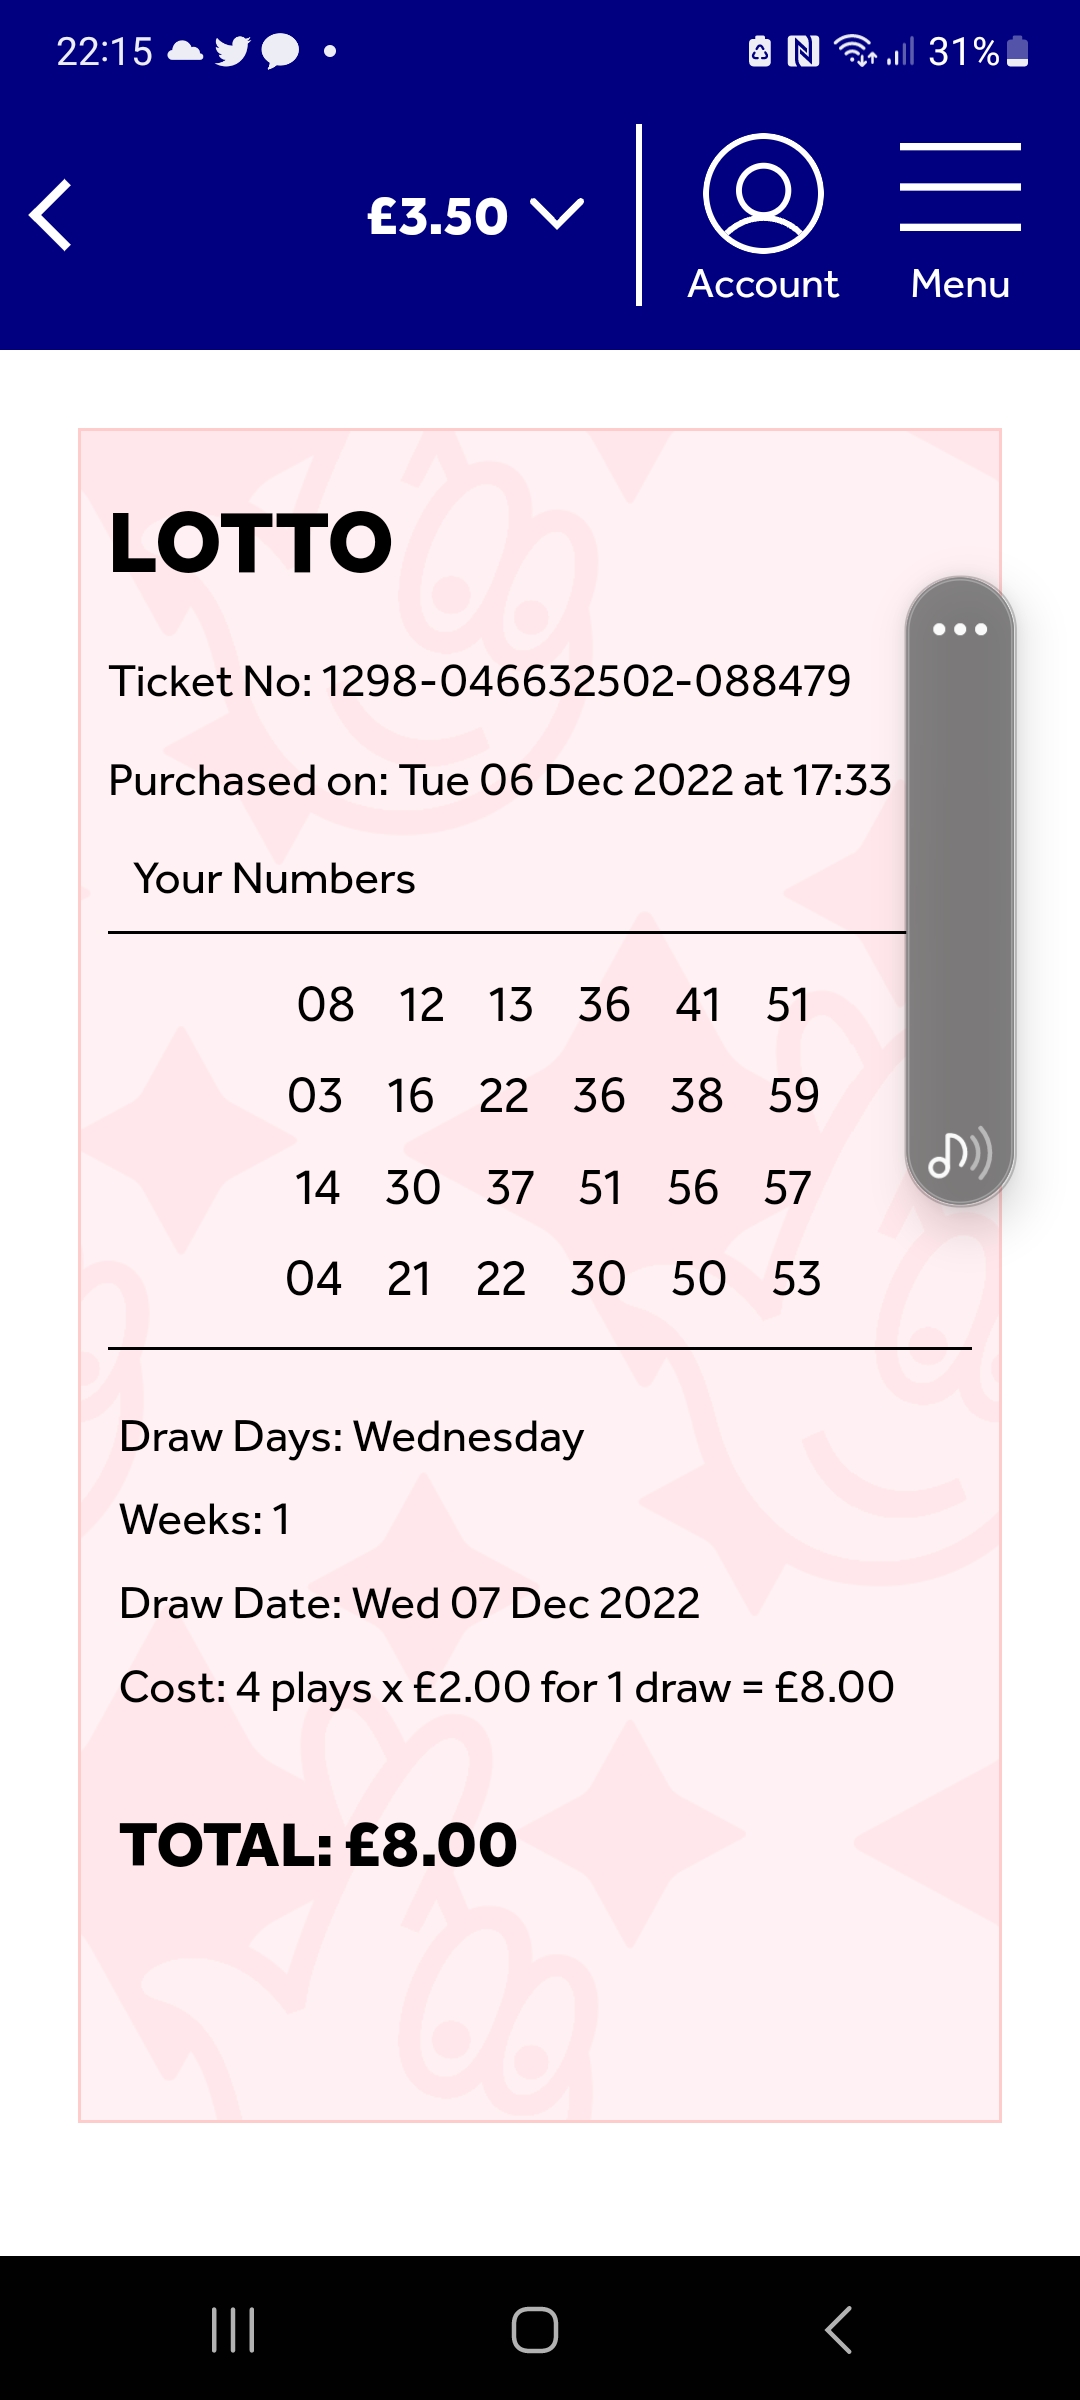 22:15
31%
£3.50
Account
Menu
LOTTO
Ticket No: 1298-046632502-088479
Purchased on: Tue 06 Dec 2022 at 17:33
Your Numbers
08 12 13 36 41 51
03 16 22 36 38 59
14 30 37 51 56 57
04 21 22 30 50 53
Draw Days: Wednesday
Weeks: 1
Draw Date: Wed 07 Dec 2022
Cost: 4 plays x £2.00 for 1 draw = £8.00
TOTAL: £8.00